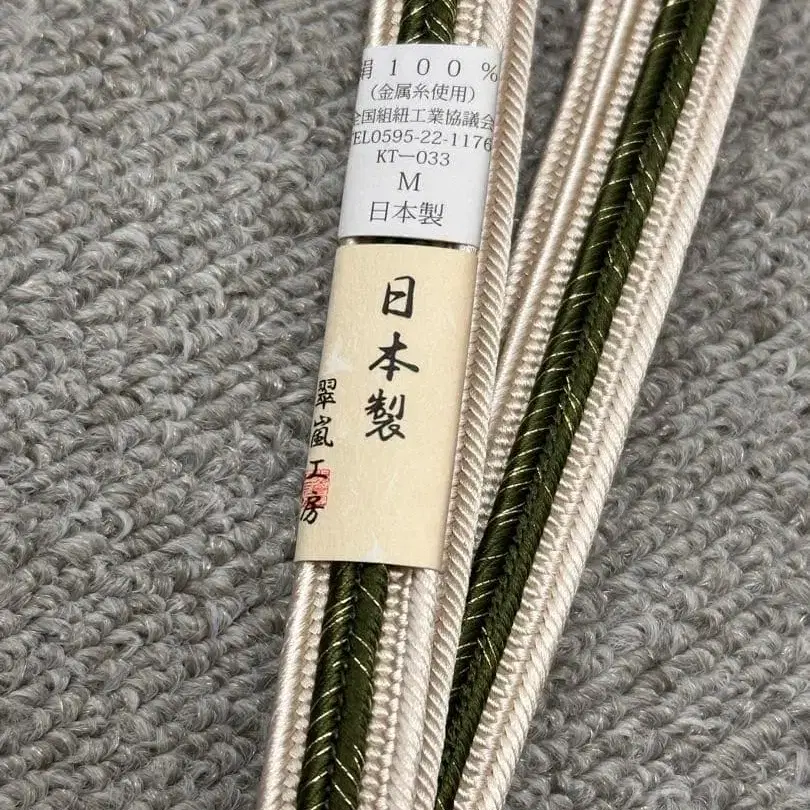 絹１００％
（金属糸使用）
全国組紐工業協議会
TEL0595-22-1176
KT－033
M
日本製
日本製
翠嵐工房